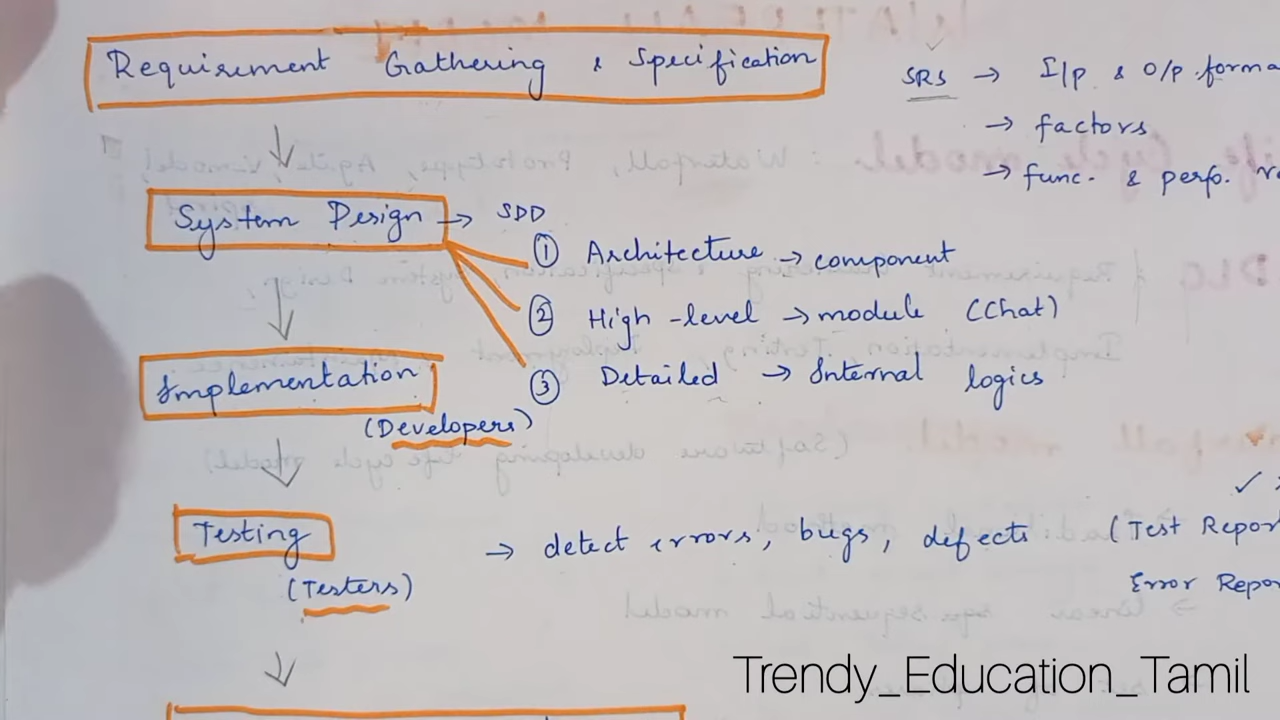 Requirement Gathering & Specification
SRS → I/p & O/p forma
→ factors
→ func. & perfo. re
System Design → SDD
① Architecture → component
② High-level → module (Chat)
③ Detailed → Internal logics
Implementation
(Developers)
Testing → detect errors, bugs, defects (Test Repor
(Testers) Error Repor
Trendy_Education_Tamil